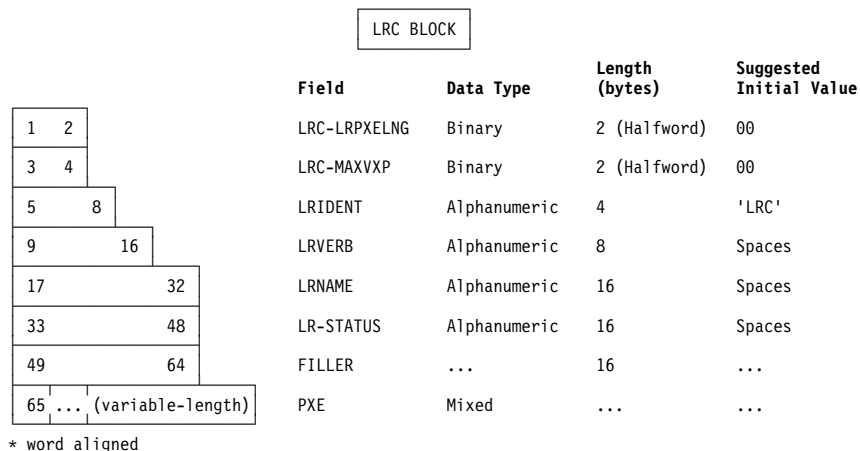 LRC BLOCK
Length Suggested
Field Data Type (bytes) Initial Value
1 2 LRC-LRPXELNG Binary 2 (Halfword) 00
3 4 LRC-MAXVXP Binary 2 (Halfword) 00
5 8 LRIDENT Alphanumeric 4 'LRC'
9 16 LRVERB Alphanumeric 8 Spaces
17 32 LRNAME Alphanumeric 16 Spaces
33 48 LR-STATUS Alphanumeric 16 Spaces
49 64 FILLER ... 16 ...
65 ... (variable-length) PXE Mixed ... ...
* word aligned